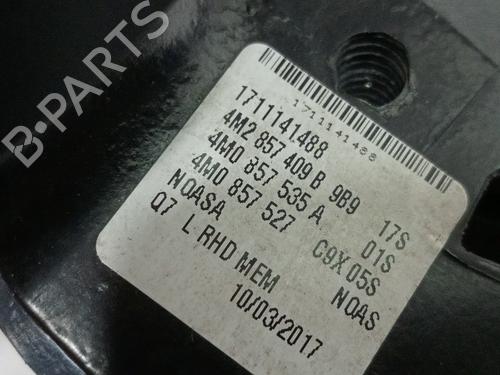 1711141488
1711141488
4M2 857 409 B 9B9 17S
4M0 857 535 A 01S
4M0 857 527 C9X 05S
NOASA NOAS
Q7 L RHD MEM
10/03/2017
B-PARTS